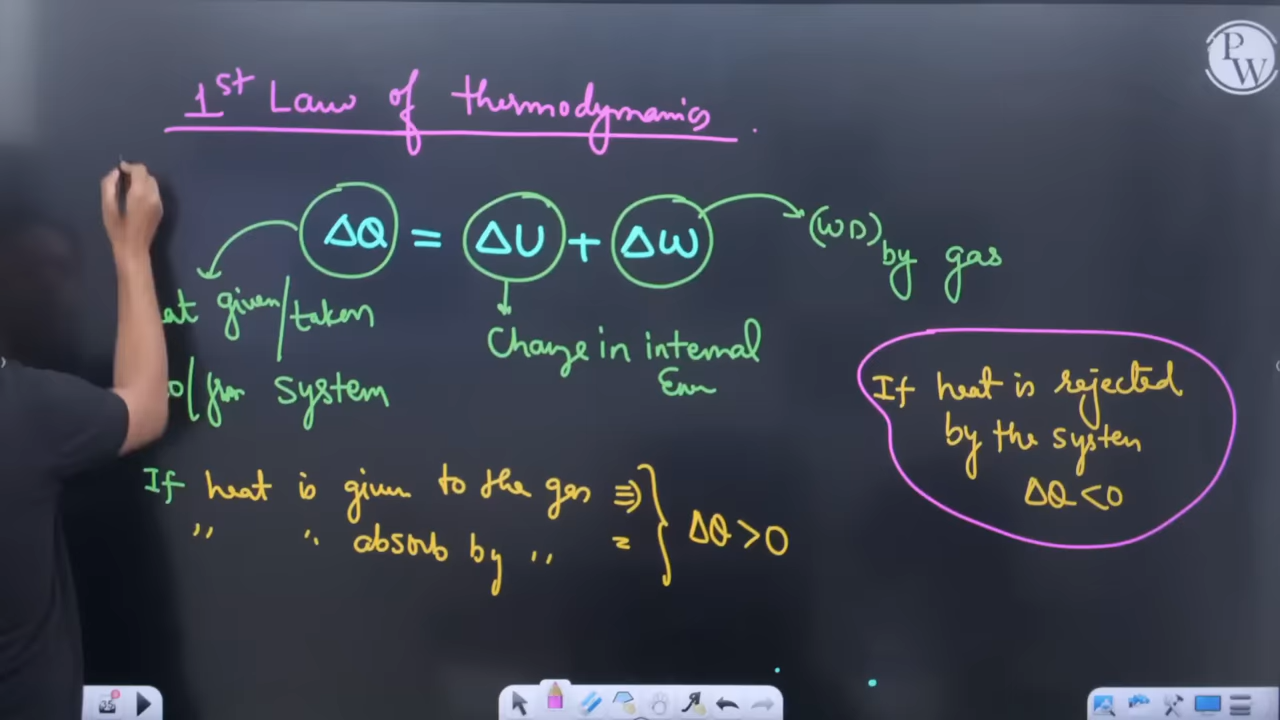 PW
1st Law of thermodynamics
ΔQ = ΔU + ΔW
(WD) by gas
at given/taken
o/from system
Change in internal
Enn
If heat is rejected
by the system
ΔQ<0
If heat is given to the gas ⇛
" " absorb by " =
ΔQ>0